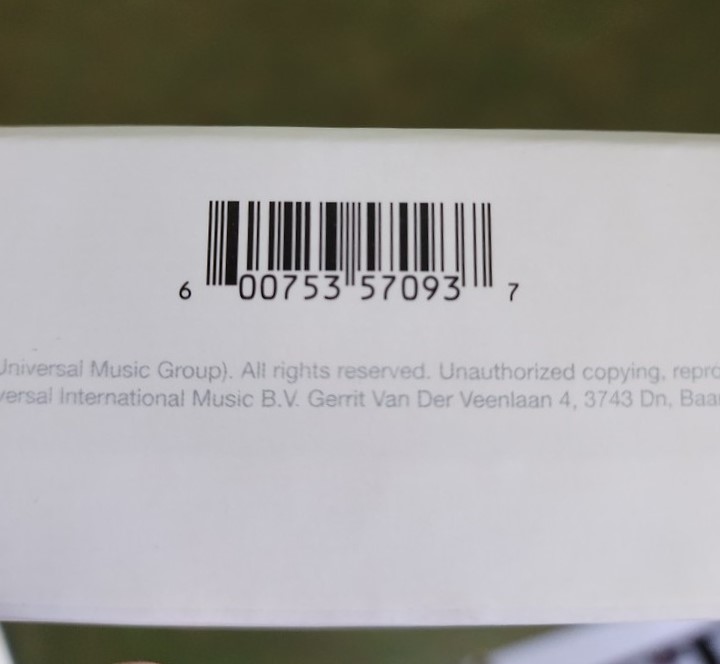 6 00753 57093 7
Universal Music Group). All rights reserved. Unauthorized copying, repro
versal International Music B.V. Gerrit Van Der Veenlaan 4, 3743 Dn, Baar